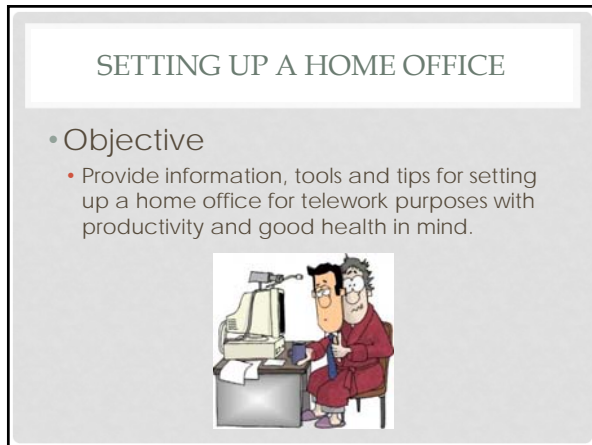 SETTING UP A HOME OFFICE
• Objective
• Provide information, tools and tips for setting
up a home office for telework purposes with
productivity and good health in mind.